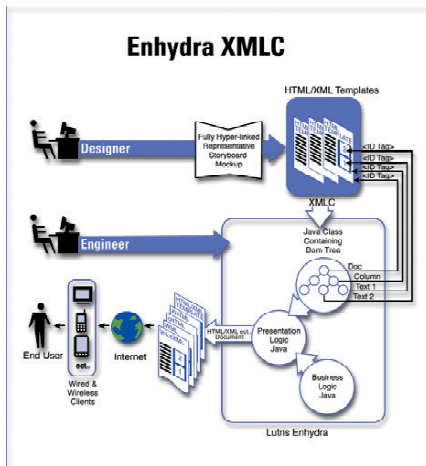 Enhydra XMLC
HTML/XML Templates
Fully Hyper-linked
Representative
Storyboard
Mockup
Designer
<ID Tag>
<ID Tag>
<ID Tag>
<ID Tag>
XMLC
Java Class
Containing
Dom Tree
Engineer
Doc
Column
Text 1
Text 2
HTML/XML ect..
Document
Presentation
Logic
Java
Business
Logic
Java
ect..
End User
Internet
Wired &
Wireless
Clients
Lutris Enhydra